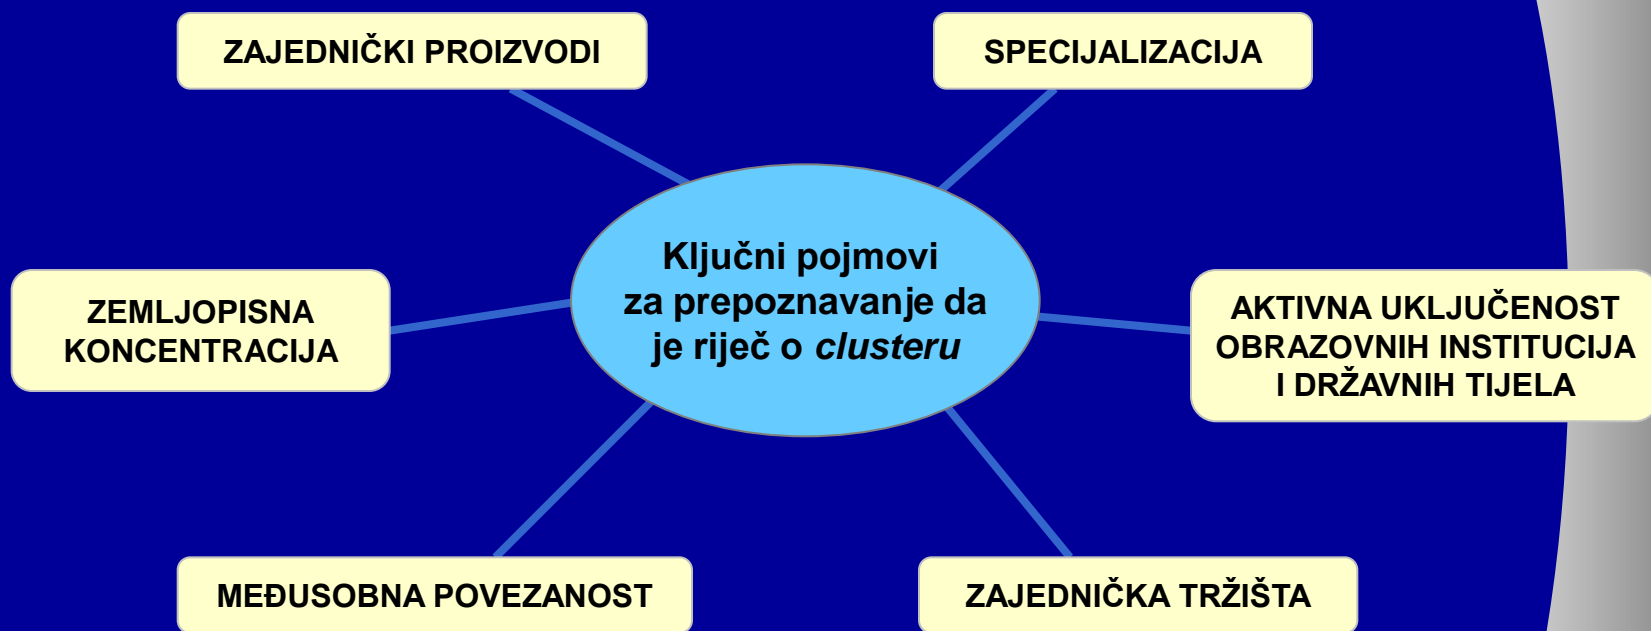 ZAJEDNIČKI PROIZVODI
SPECIJALIZACIJA
Ključni pojmovi
za prepoznavanje da
je riječ o clusteru
ZEMLJOPISNA
KONCENTRACIJA
AKTIVNA UKLJUČENOST
OBRAZOVNIH INSTITUCIJA
I DRŽAVNIH TIJELA
MEĐUSOBNA POVEZANOST
ZAJEDNIČKA TRŽIŠTA